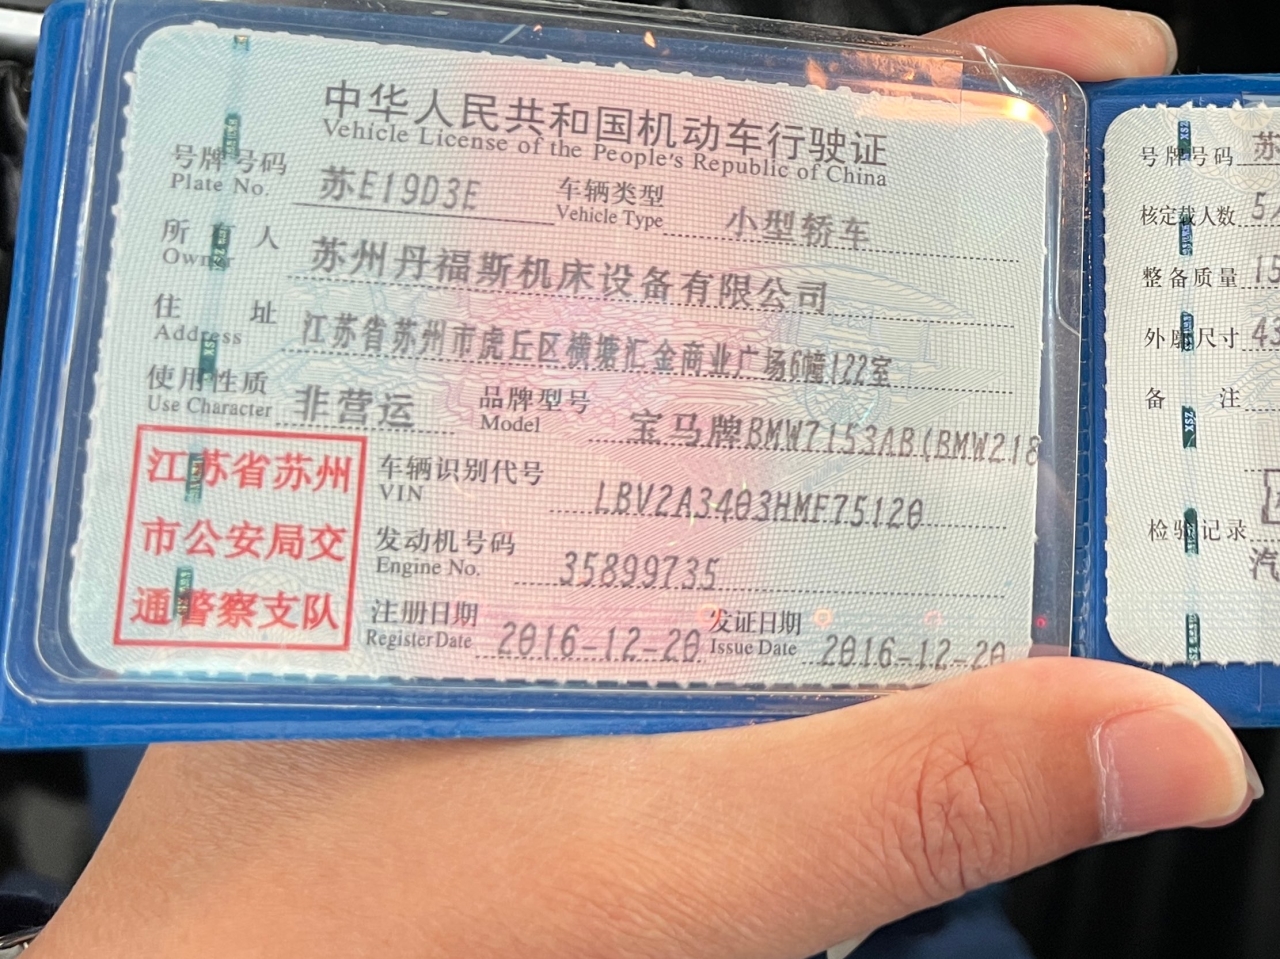 中华人民共和国机动车行驶证
Vehicle License of the People's Republic of China
号牌号码 苏E19D3E 车辆类型 小型轿车
Plate No. Vehicle Type
所有人 苏州丹福斯机床设备有限公司
Owner
住址 江苏省苏州市虎丘区横塘汇金商业广场6幢122室
Address
使用性质 非营运 品牌型号 宝马牌BMW7153AB(BMW218
Use Character Model
江苏省苏州
市公安局交
通警察支队
车辆识别代号 LBV2A3403HMF75120
VIN
发动机号码 35899735
Engine No.
注册日期 2016-12-20 发证日期 2016-12-20
Register Date Issue Date
号牌号码 苏
核定载人数 5
整备质量 15
外廓尺寸 43
备注
检验记录
汽